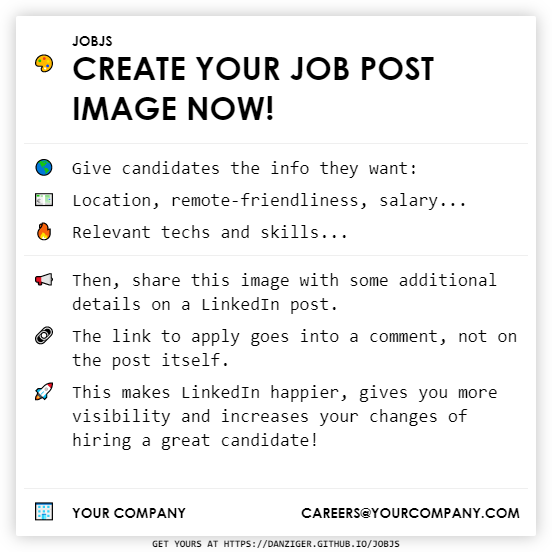 JOBJS
CREATE YOUR JOB POST
IMAGE NOW!
Give candidates the info they want:
Location, remote-friendliness, salary...
Relevant techs and skills...
Then, share this image with some additional
details on a LinkedIn post.
The link to apply goes into a comment, not on
the post itself.
This makes LinkedIn happier, gives you more
visibility and increases your changes of
hiring a great candidate!
YOUR COMPANY
CAREERS@YOURCOMPANY.COM
GET YOURS AT HTTPS://DANZIGER.GITHUB.IO/JOBJS